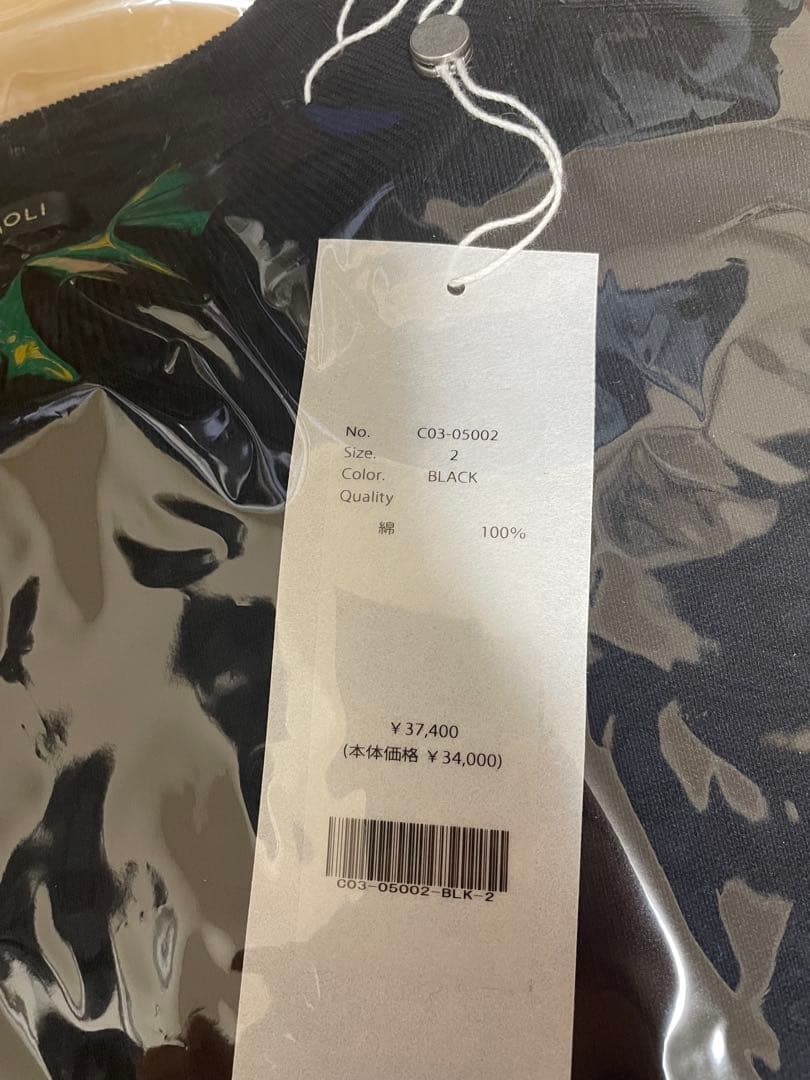 OLI
No. C03-05002
Size. 2
Color. BLACK
Quality
綿 100%
¥37,400
(本体価格 ¥34,000)
C03-05002-BLK-2